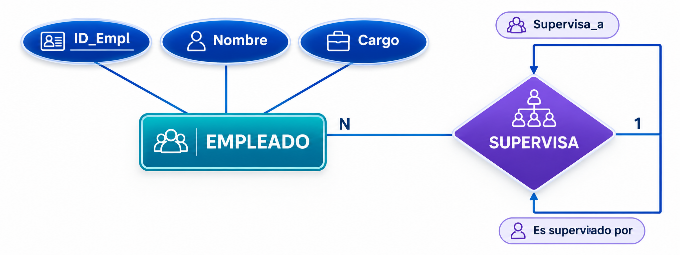 Supervisa_a
ID_Empl
Nombre
Cargo
N
1
EMPLEADO
SUPERVISA
Es superviado por